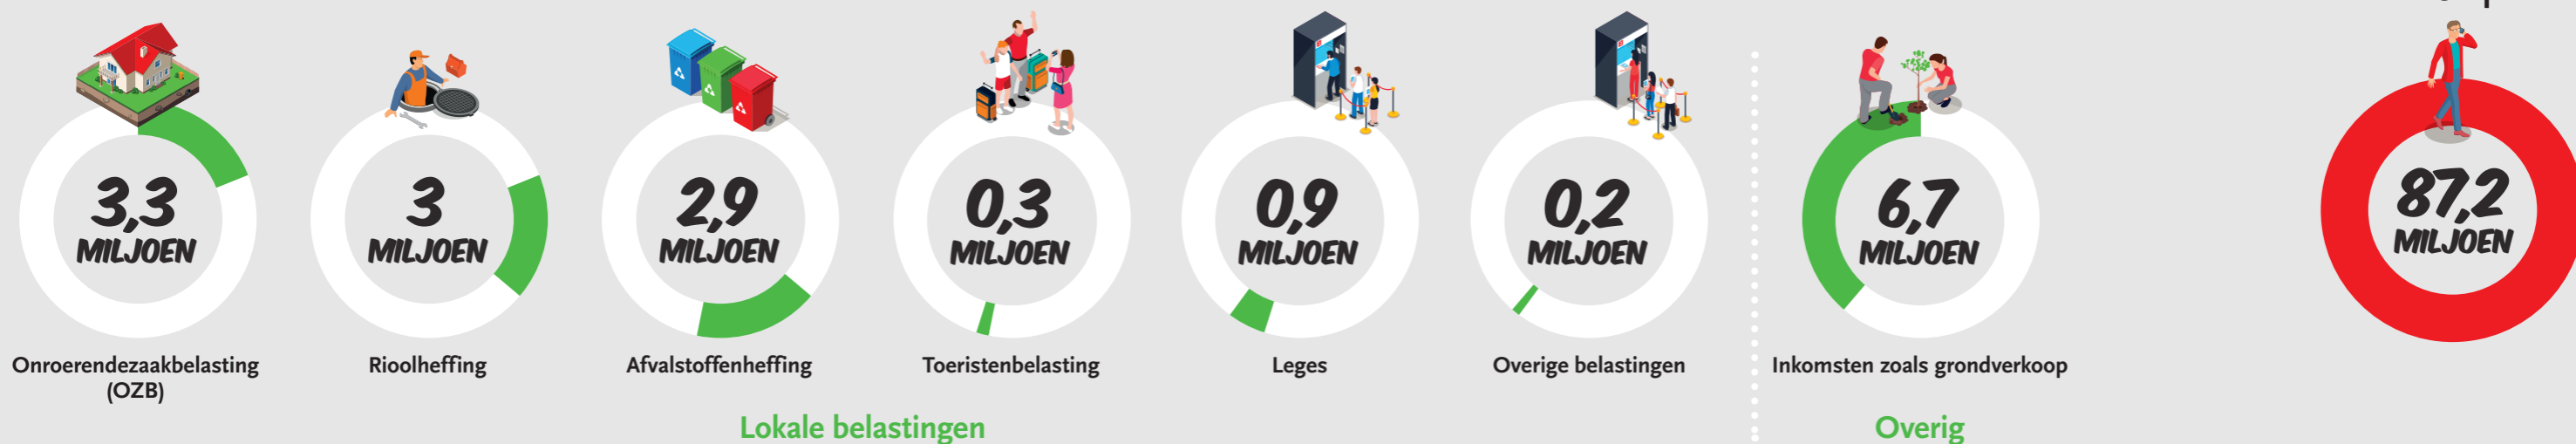 3,3
MILJOEN
Onroerendezaakbelasting
(OZB)
3
MILJOEN
Rioolheffing
2,9
MILJOEN
Afvalstoffenheffing
0,3
MILJOEN
Toeristenbelasting
0,9
MILJOEN
Leges
0,2
MILJOEN
Overige belastingen
Lokale belastingen
6,7
MILJOEN
Inkomsten zoals grondverkoop
Overig
87,2
MILJOEN